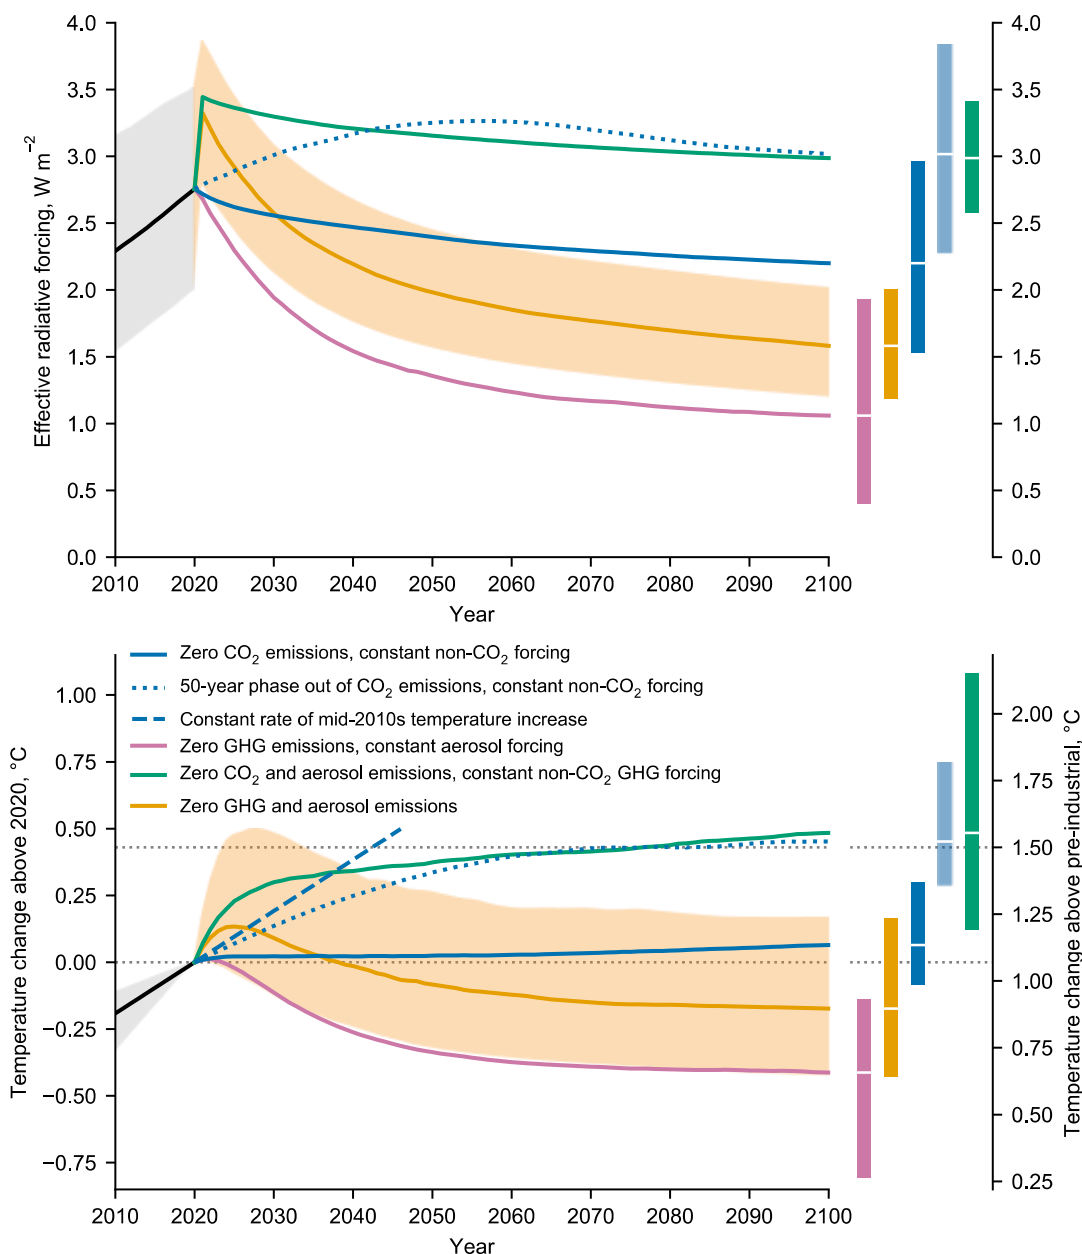 Effective radiative forcing, W m⁻²
4.0
3.5
3.0
2.5
2.0
1.5
1.0
0.5
0.0
4.0
3.5
3.0
2.5
2.0
1.5
1.0
0.5
0.0
2010 2020 2030 2040 2050 2060 2070 2080 2090 2100
Year
Zero CO₂ emissions, constant non-CO₂ forcing
50-year phase out of CO₂ emissions, constant non-CO₂ forcing
Constant rate of mid-2010s temperature increase
Zero GHG emissions, constant aerosol forcing
Zero CO₂ and aerosol emissions, constant non-CO₂ GHG forcing
Zero GHG and aerosol emissions
Temperature change above 2020, °C
1.00
0.75
0.50
0.25
0.00
−0.25
−0.50
−0.75
2.00
1.75
1.50
1.25
1.00
0.75
0.50
0.25
Temperature change above pre-industrial, °C
2010 2020 2030 2040 2050 2060 2070 2080 2090 2100
Year